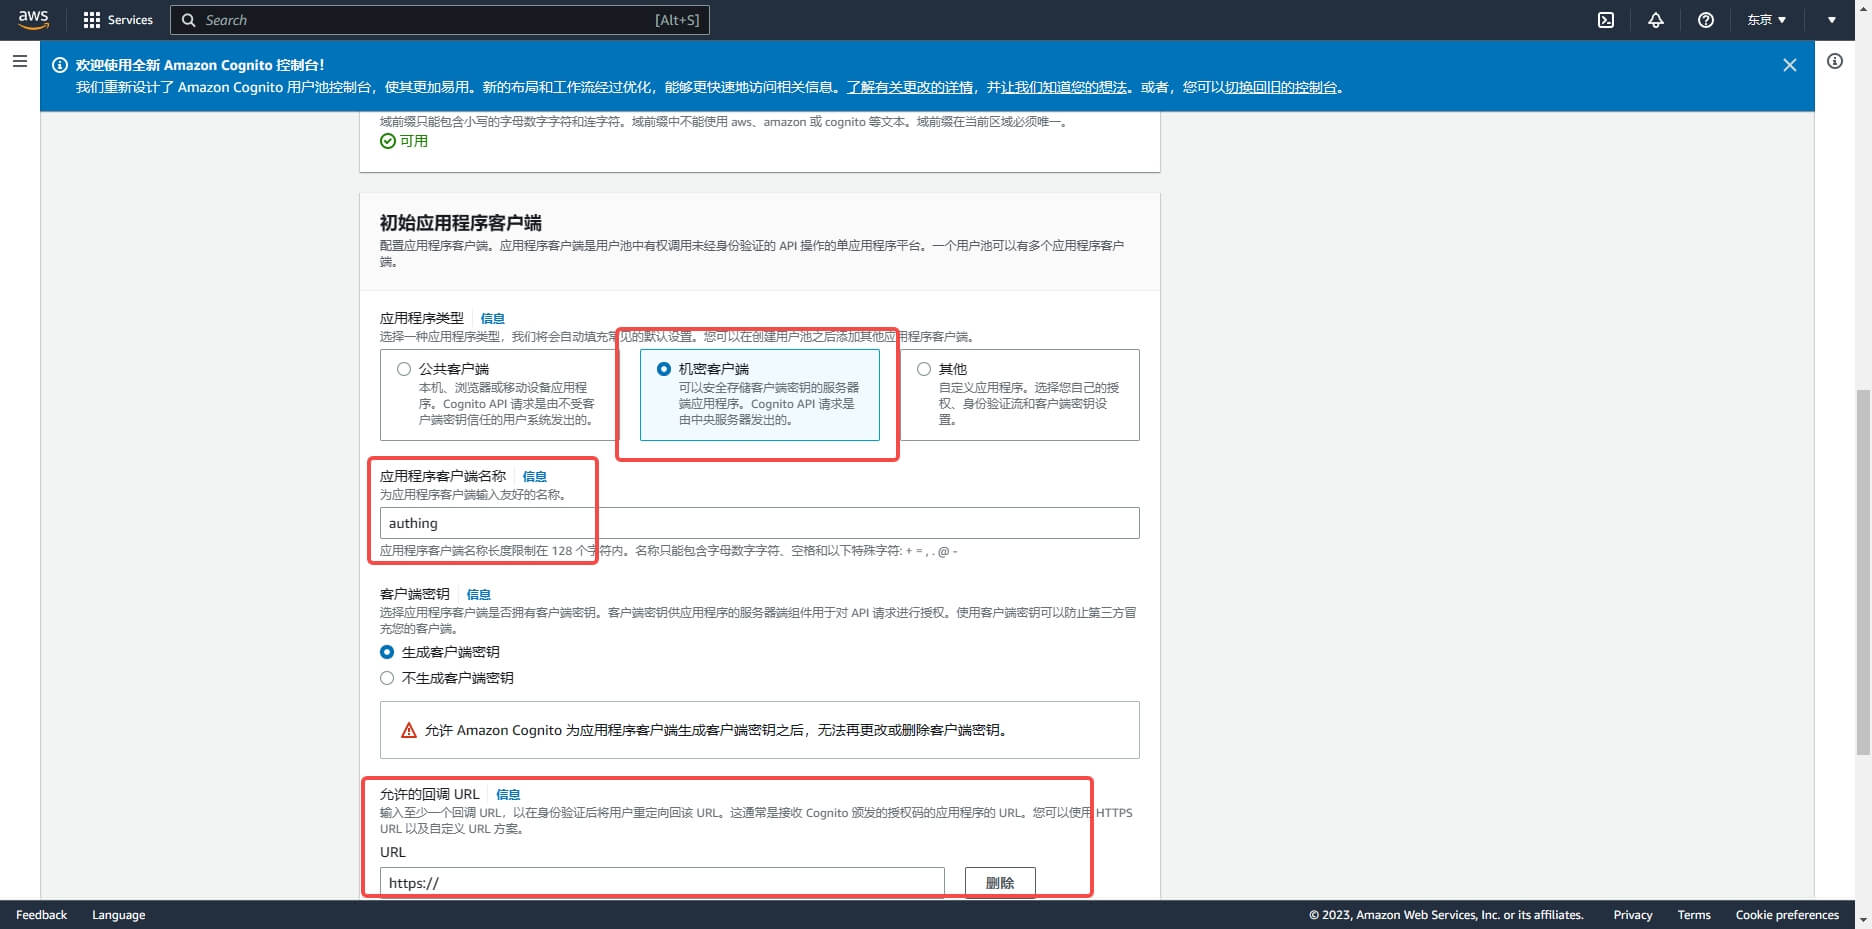 aws
Services
Search
[Alt+S]
东京
欢迎使用全新 Amazon Cognito 控制台！
我们重新设计了 Amazon Cognito 用户池控制台，使其更加易用。新的布局和工作流经过优化，能够更快速地访问相关信息。了解有关更改的详情，并让我们知道您的想法。或者，您可以切换回旧的控制台。
域前缀只能包含小写的字母数字字符和连字符。域前缀中不能使用 aws、amazon 或 cognito 等文本。域前缀在当前区域必须唯一。
可用
初始应用程序客户端
配置应用程序客户端。应用程序客户端是用户池中有权调用未经身份验证的 API 操作的单应用程序平台。一个用户池可以有多个应用程序客户
端。
应用程序类型
信息
选择一种应用程序类型，我们将会自动填充常见的默认设置。您可以在创建用户池之后添加其他应用程序客户端。
公共客户端
本机、浏览器或移动设备应用程
序。Cognito API 请求是由不受客
户端密钥信任的用户系统发出的。
机密客户端
可以安全存储客户端密钥的服务器
端应用程序。Cognito API 请求是
由中央服务器发出的。
其他
自定义应用程序。选择您自己的授
权、身份验证流和客户端密钥设
置。
应用程序客户端名称
信息
为应用程序客户端输入友好的名称。
authing
应用程序客户端名称长度限制在 128 个字符内。名称只能包含字母数字字符、空格和以下特殊字符: + = , . @ -
客户端密钥
信息
选择应用程序客户端是否拥有客户端密钥。客户端密钥供应用程序的服务器端组件用于对 API 请求进行授权。使用客户端密钥可以防止第三方冒
充您的客户端。
生成客户端密钥
不生成客户端密钥
允许 Amazon Cognito 为应用程序客户端生成客户端密钥之后，无法再更改或删除客户端密钥。
允许的回调 URL
信息
输入至少一个回调 URL，以在身份验证后将用户重定向回该 URL。这通常是接收 Cognito 颁发的授权码的应用程序的 URL。您可以使用 HTTPS
URL 以及自定义 URL 方案。
URL
https://
删除
Feedback
Language
© 2023, Amazon Web Services, Inc. or its affiliates.
Privacy
Terms
Cookie preferences